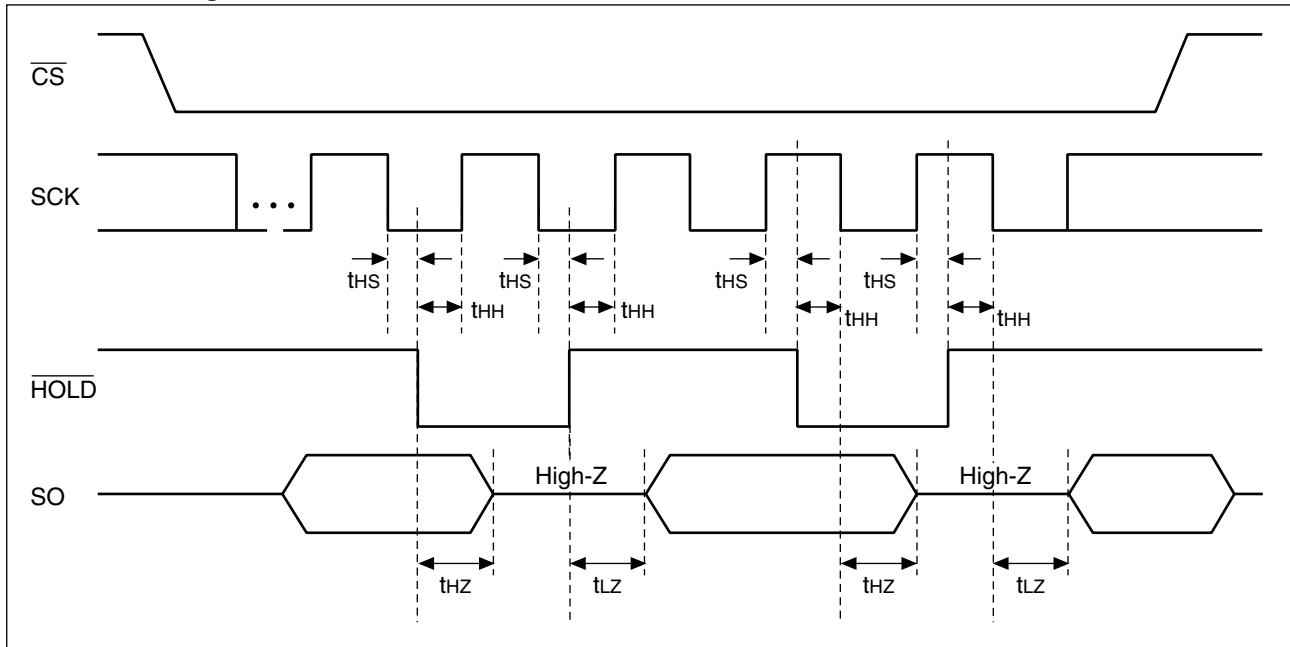 CS
SCK
• • •
tHS tHS tHS tHS
tHH tHH tHH tHH
HOLD
High-Z High-Z
SO
tHZ tLZ tHZ tLZ